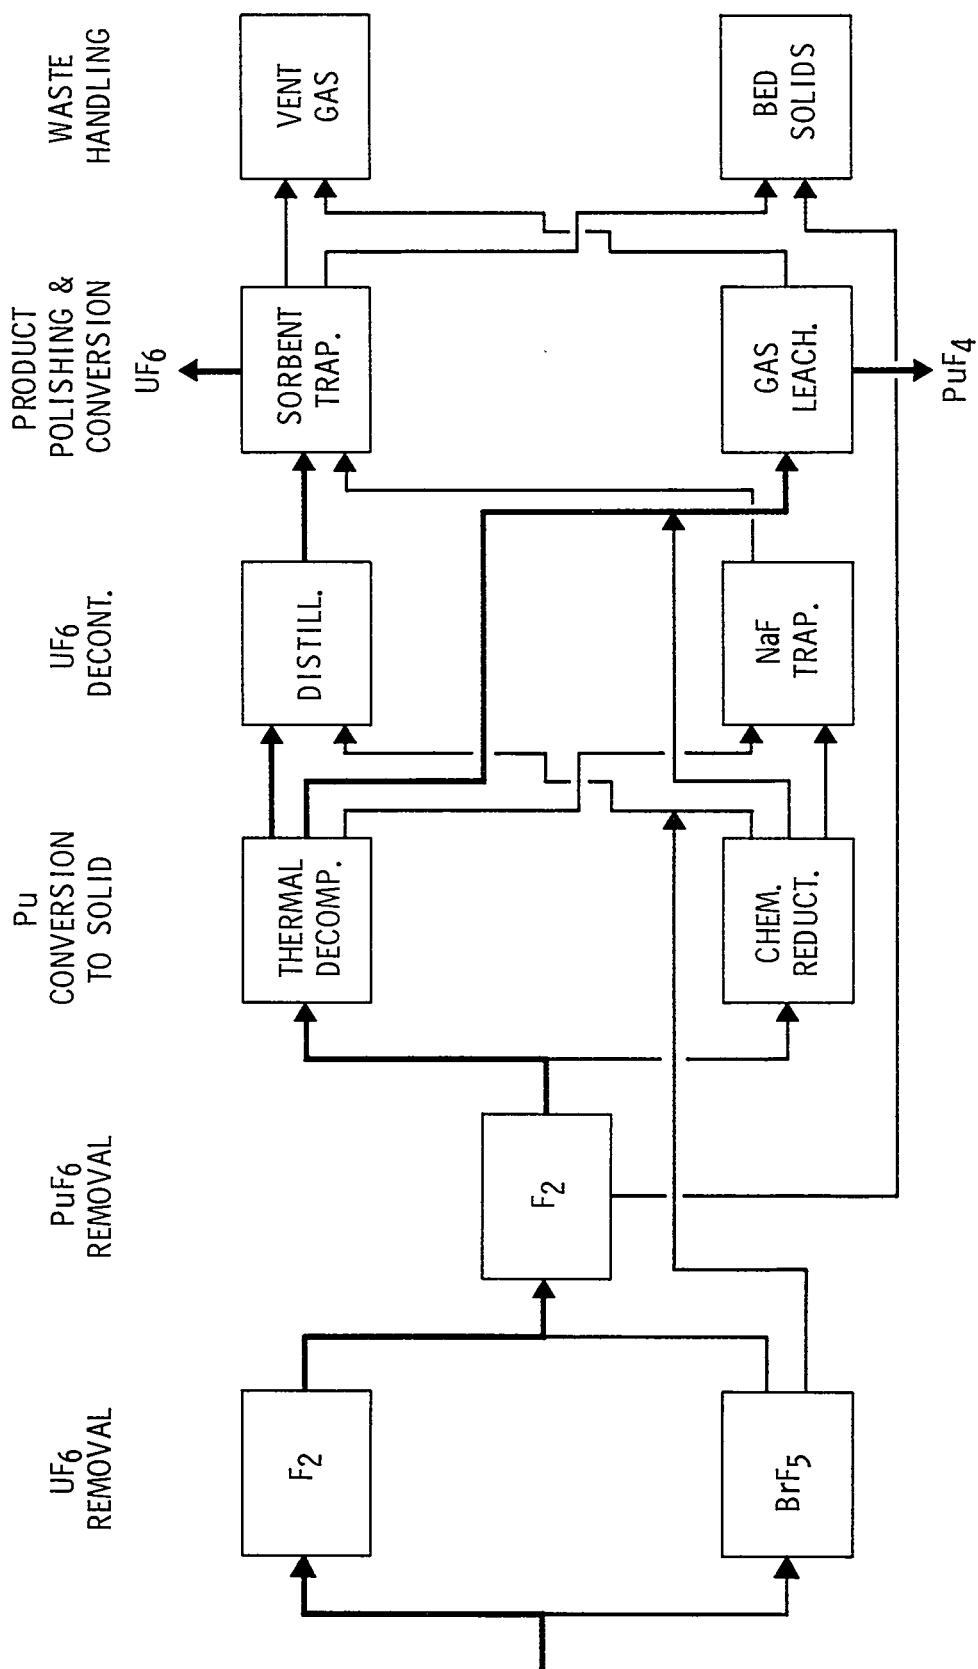 UF6
REMOVAL
PuF6
REMOVAL
Pu
CONVERSION
TO SOLID
UF6
DECONT.
PRODUCT
POLISHING &
CONVERSION
WASTE
HANDLING
F2
BrF5
F2
THERMAL
DECOMP.
CHEM.
REDUCT.
DISTILL.
NaF
TRAP.
UF6
SORBENT
TRAP.
GAS
LEACH.
PuF4
VENT
GAS
BED
SOLIDS